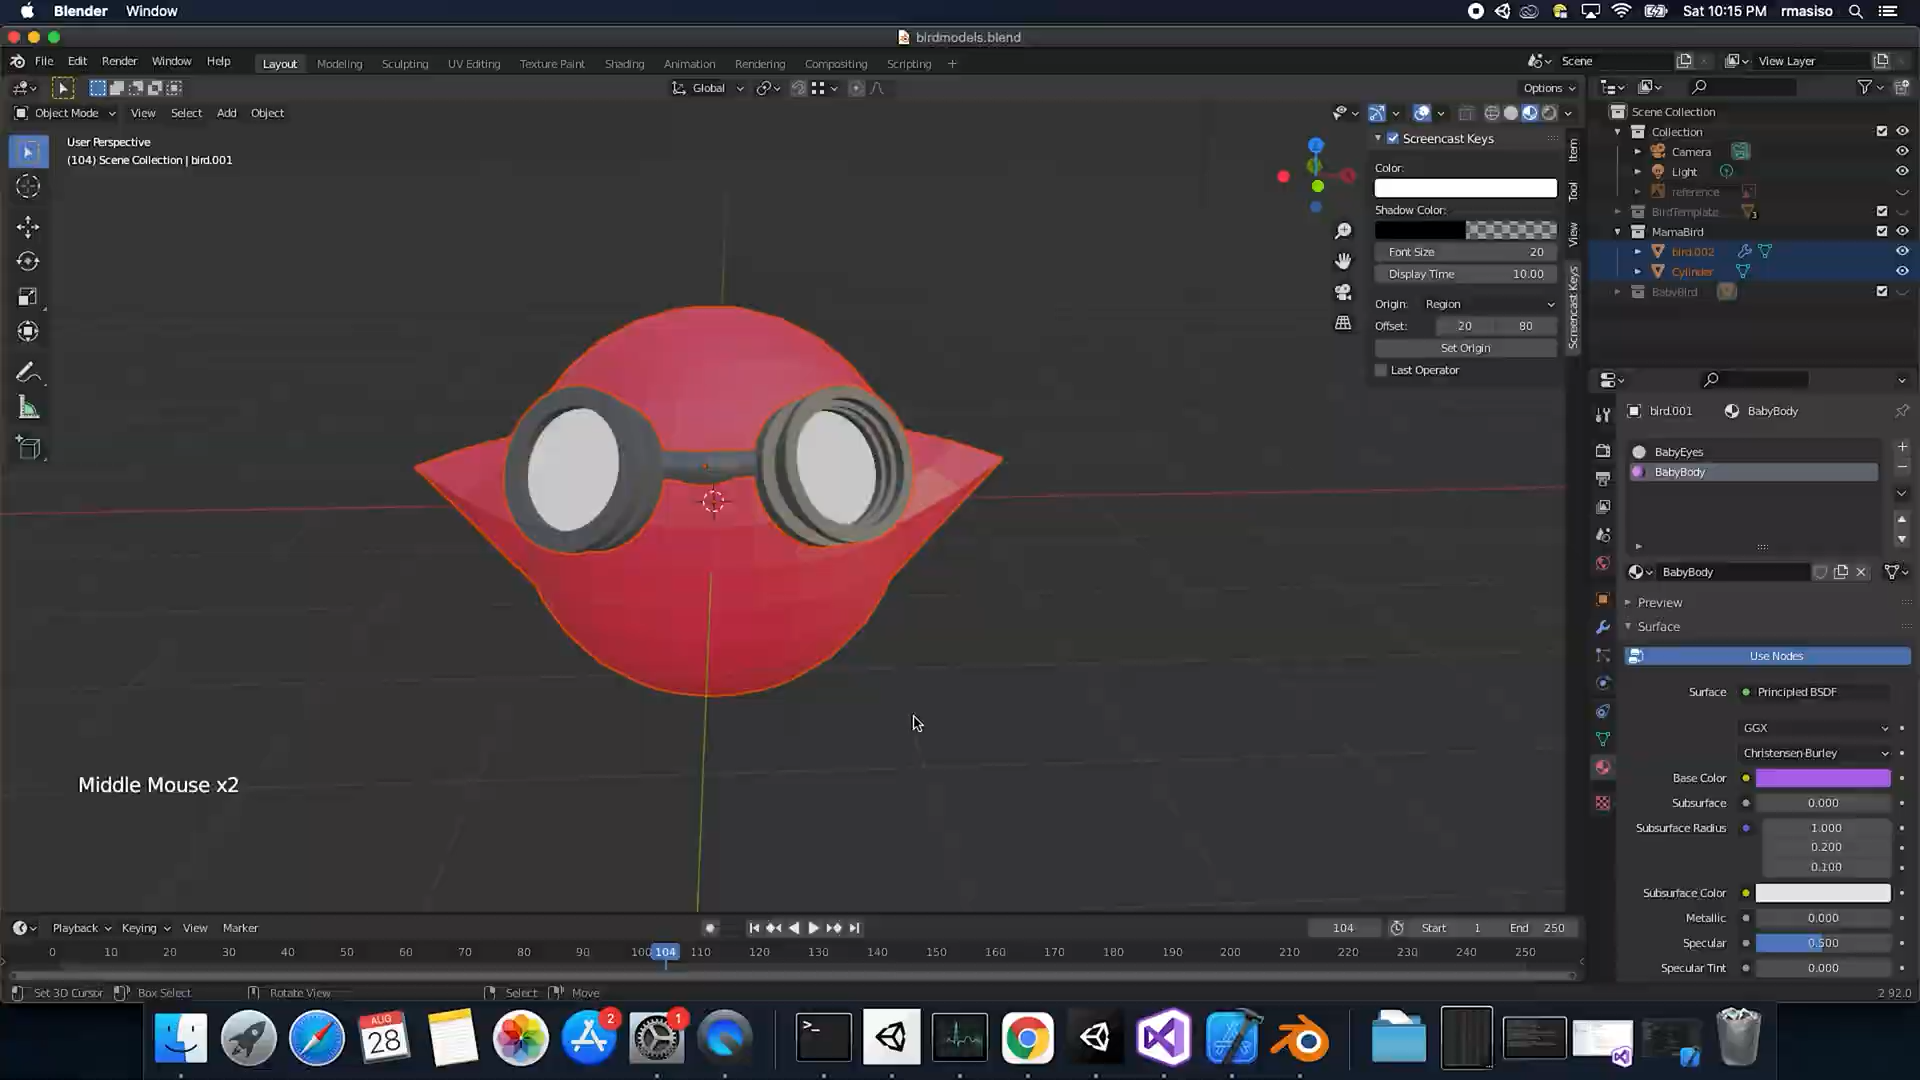 Blender Window Sat 10:15 PM rmasiso
birdmodels.blend
File Edit Render Window Help Layout Modeling Sculpting UV Editing Texture Paint Shading Animation Rendering Compositing Scripting + Scene View Layer
Global Options
Object Mode View Select Add Object
User Perspective
(104) Scene Collection | bird.001
Screencast Keys
Color:
Shadow Color:
Font Size 20
Display Time 10.00
Origin: Region
Offset: 20 80
Set Origin
Last Operator
Item
Tool
View
Screencast Keys
Scene Collection
Collection
Camera
Light
reference
BirdTemplate 3
MamaBird
bird.002
Cylinder
BabyBird
bird.001 BabyBody
BabyEyes
BabyBody
BabyBody
Preview
Surface
Use Nodes
Surface Principled BSDF
GGX
Christensen-Burley
Base Color
Subsurface 0.000
Subsurface Radius 1.000
0.200
0.100
Subsurface Color
Metallic 0.000
Specular 0.500
Specular Tint 0.000
Middle Mouse x2
Playback Keying View Marker 104 Start 1 End 250
0 10 20 30 40 50 60 70 80 90 100 104 110 120 130 140 150 160 170 180 190 200 210 220 230 240 250
Set 3D Cursor Box Select Rotate View Select Move 2.92.0
AUG
28
2
1
>_